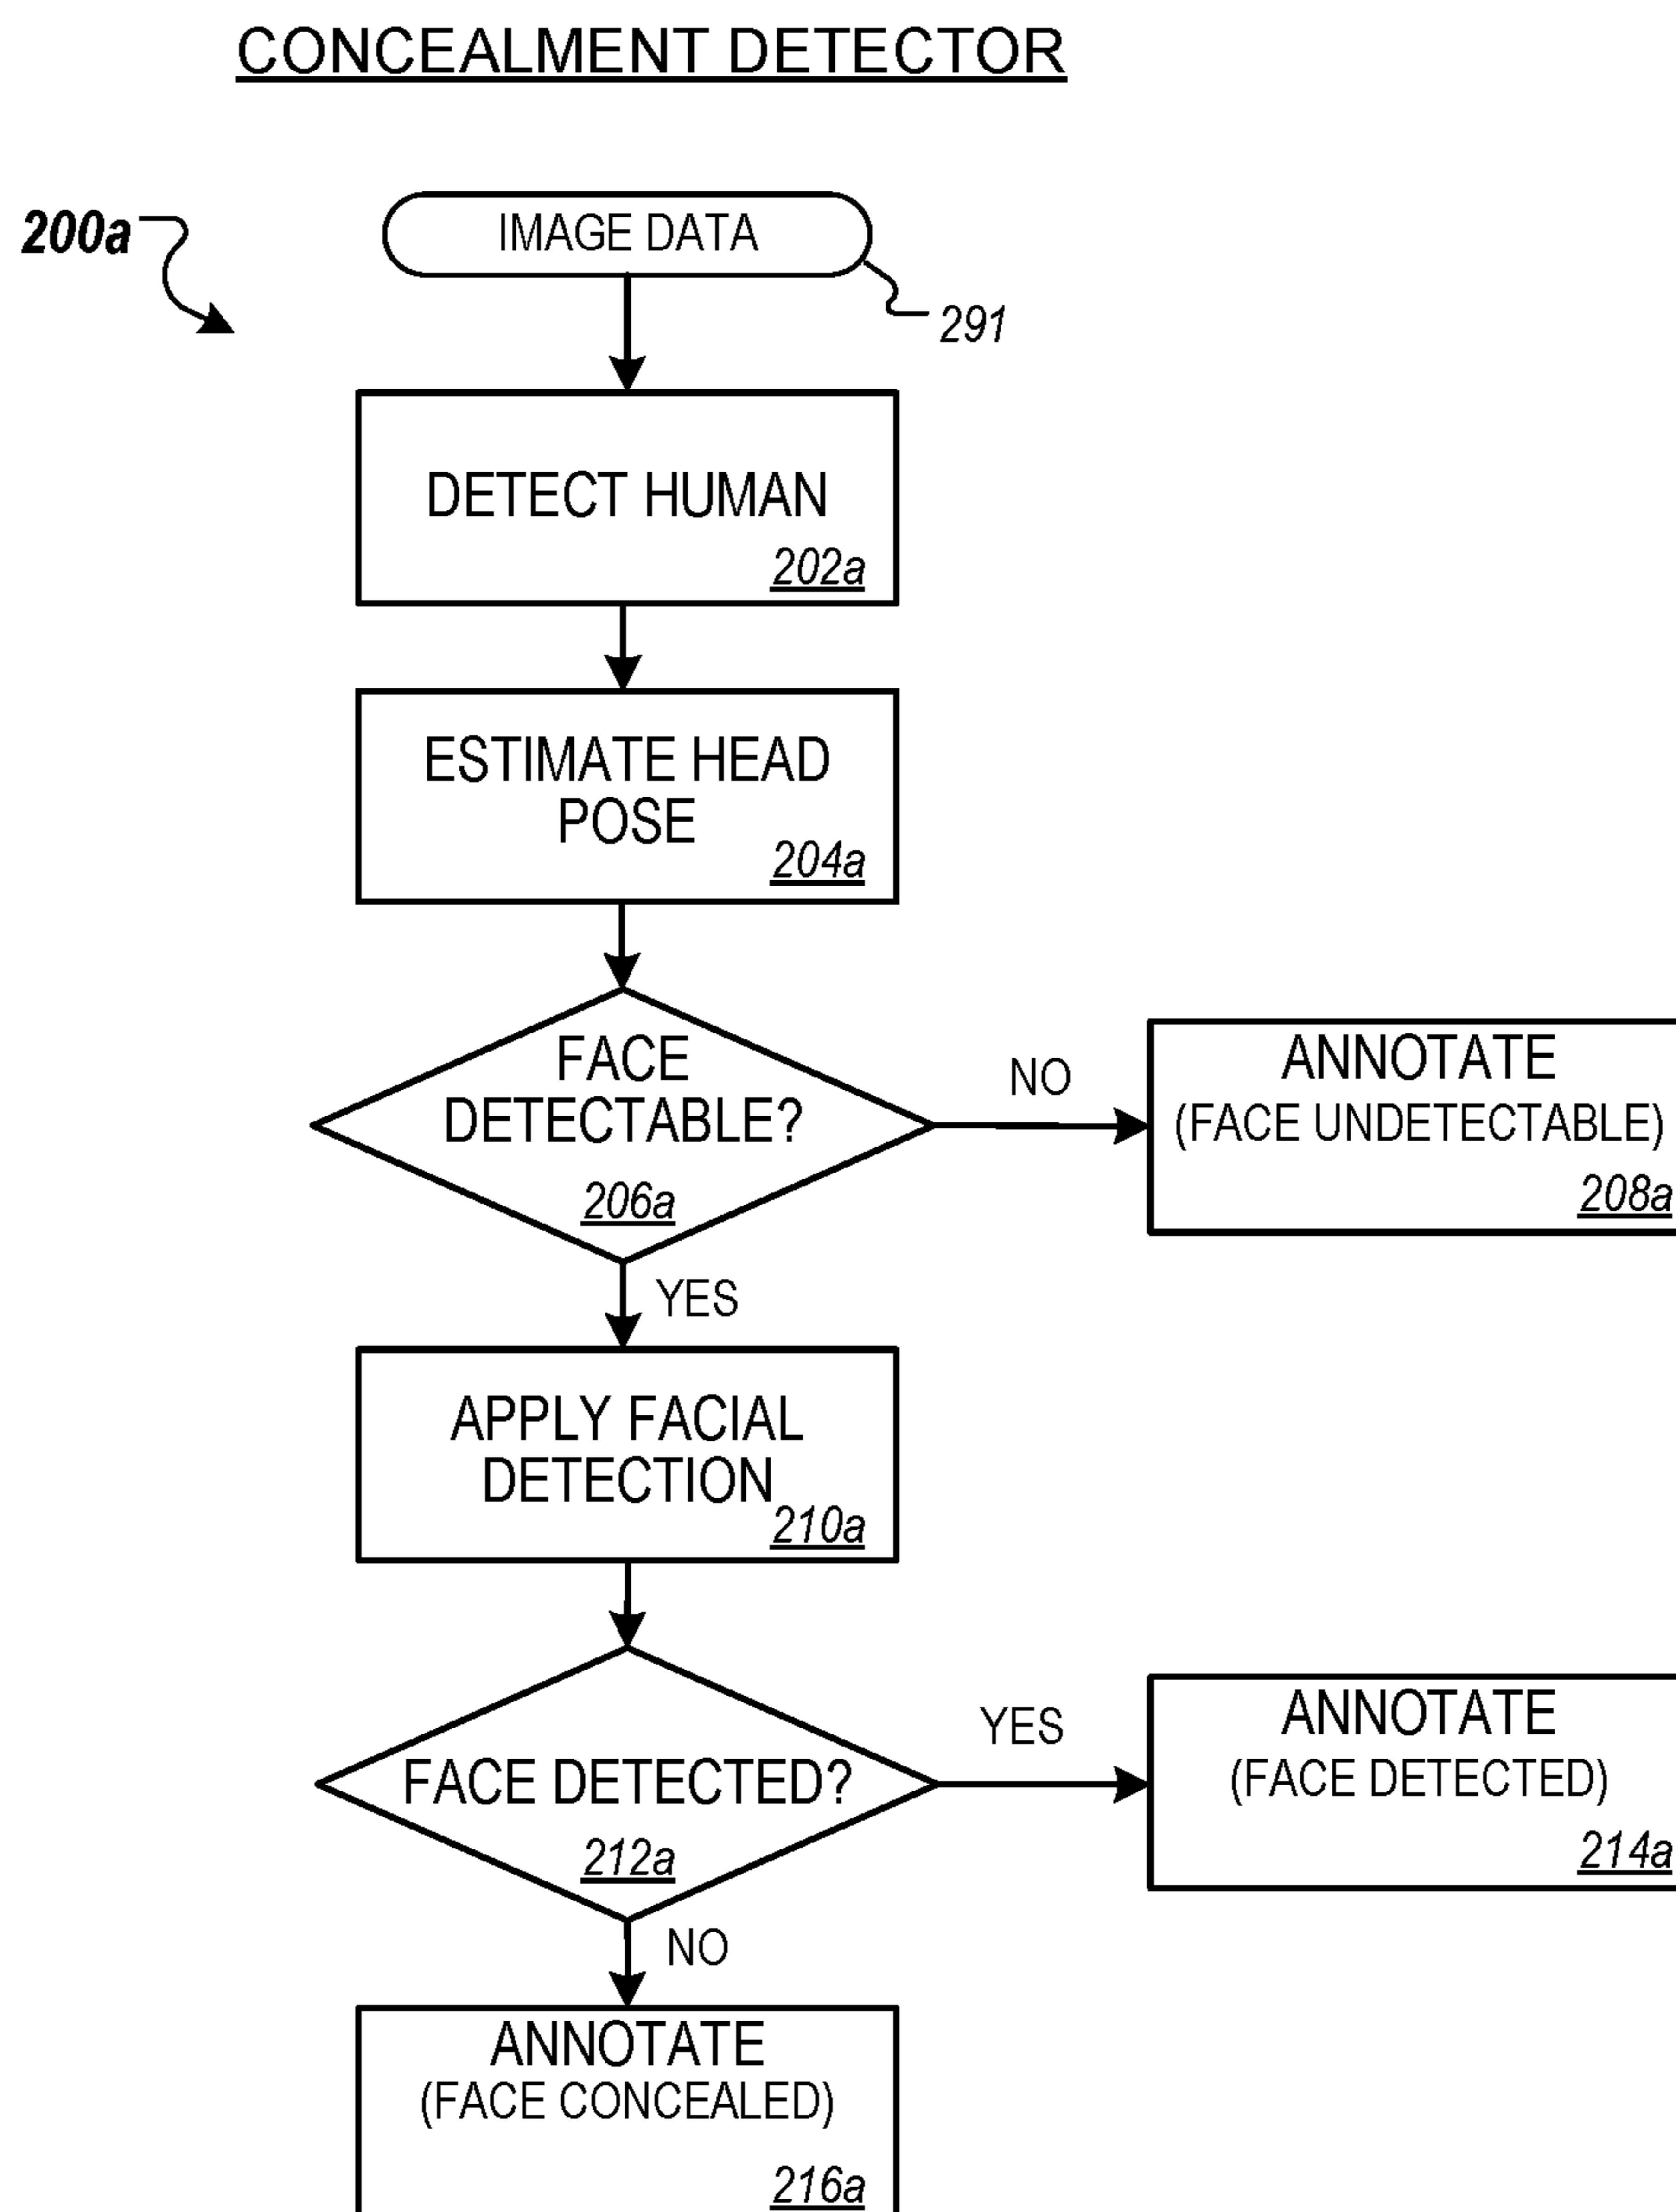 CONCEALMENT DETECTOR
200a
IMAGE DATA
291
DETECT HUMAN
202a
ESTIMATE HEAD
POSE
204a
FACE
DETECTABLE?
206a
NO
ANNOTATE
(FACE UNDETECTABLE)
208a
YES
APPLY FACIAL
DETECTION
210a
FACE DETECTED?
212a
YES
ANNOTATE
(FACE DETECTED)
214a
NO
ANNOTATE
(FACE CONCEALED)
216a